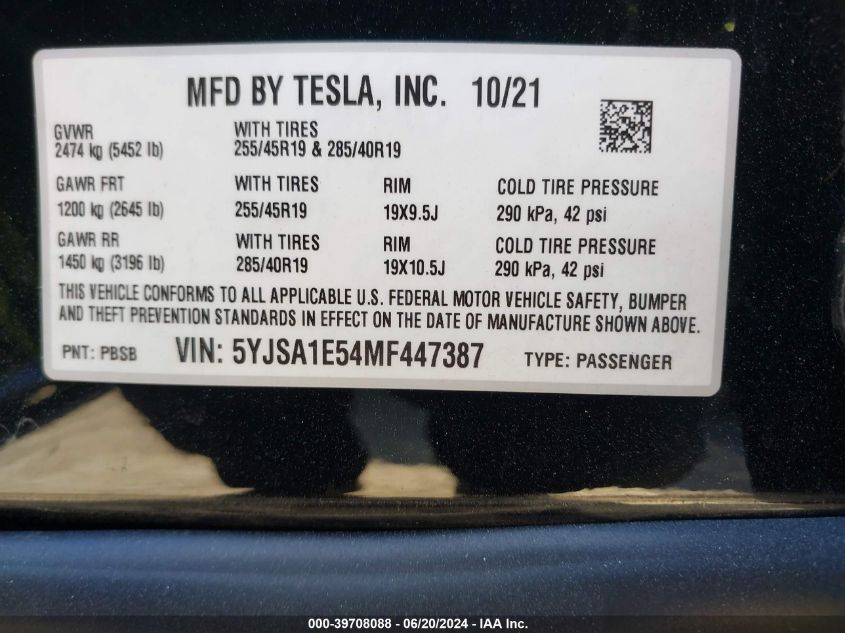 MFD BY TESLA, INC. 10/21
GVWR
2474 kg (5452 lb)
WITH TIRES
255/45R19 & 285/40R19
GAWR FRT
1200 kg (2645 lb)
WITH TIRES
255/45R19
RIM
19X9.5J
COLD TIRE PRESSURE
290 kPa, 42 psi
GAWR RR
1450 kg (3196 lb)
WITH TIRES
285/40R19
RIM
19X10.5J
COLD TIRE PRESSURE
290 kPa, 42 psi
THIS VEHICLE CONFORMS TO ALL APPLICABLE U.S. FEDERAL MOTOR VEHICLE SAFETY, BUMPER
AND THEFT PREVENTION STANDARDS IN EFFECT ON THE DATE OF MANUFACTURE SHOWN ABOVE.
PNT: PBSB VIN: 5YJSA1E54MF447387 TYPE: PASSENGER
000-39708088 - 06/20/2024 - IAA Inc.